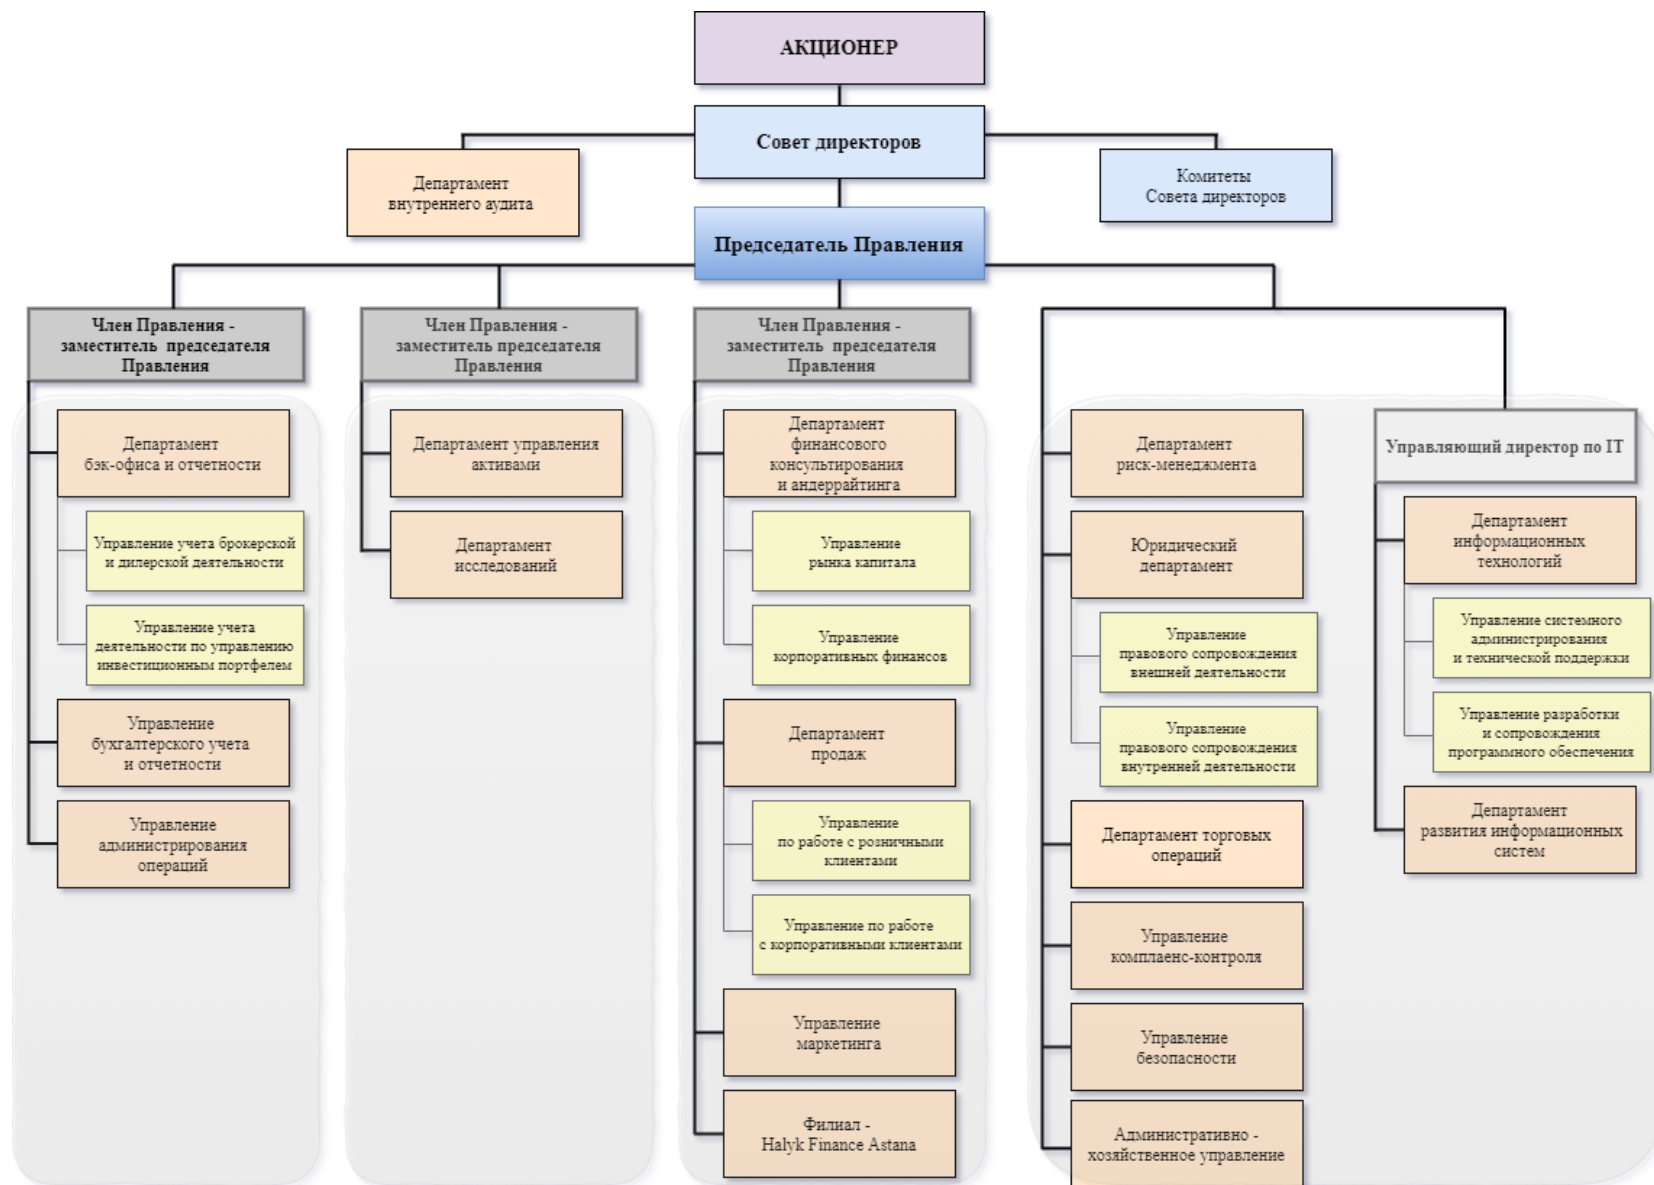 АКЦИОНЕР
Совет директоров
Департамент
внутреннего аудита
Комитеты
Совета директоров
Председатель Правления
Член Правления -
заместитель председателя
Правления
Член Правления -
заместитель председателя
Правления
Член Правления -
заместитель председателя
Правления
Департамент
бэк-офиса и отчетности
Управление учета брокерской
и дилерской деятельности
Управление учета
деятельности по управлению
инвестиционным портфелем
Управление
бухгалтерского учета
и отчетности
Управление
администрирования
операций
Департамент управления
активами
Департамент
исследований
Департамент
финансового
консультирования
и андеррайтинга
Управление
рынка капитала
Управление
корпоративных финансов
Департамент
продаж
Управление
по работе с розничными
клиентами
Управление по работе
с корпоративными клиентами
Управление
маркетинга
Филиал -
Halyk Finance Astana
Департамент
риск-менеджмента
Юридический
департамент
Управление
правового сопровождения
внешней деятельности
Управление
правового сопровождения
внутренней деятельности
Департамент торговых
операций
Управление
комплаенс-контроля
Управление
безопасности
Административно -
хозяйственное управление
Управляющий директор по IT
Департамент
информационных
технологий
Управление системного
администрирования
и технической поддержки
Управление разработки
и сопровождения
программного обеспечения
Департамент
развития информационных
систем